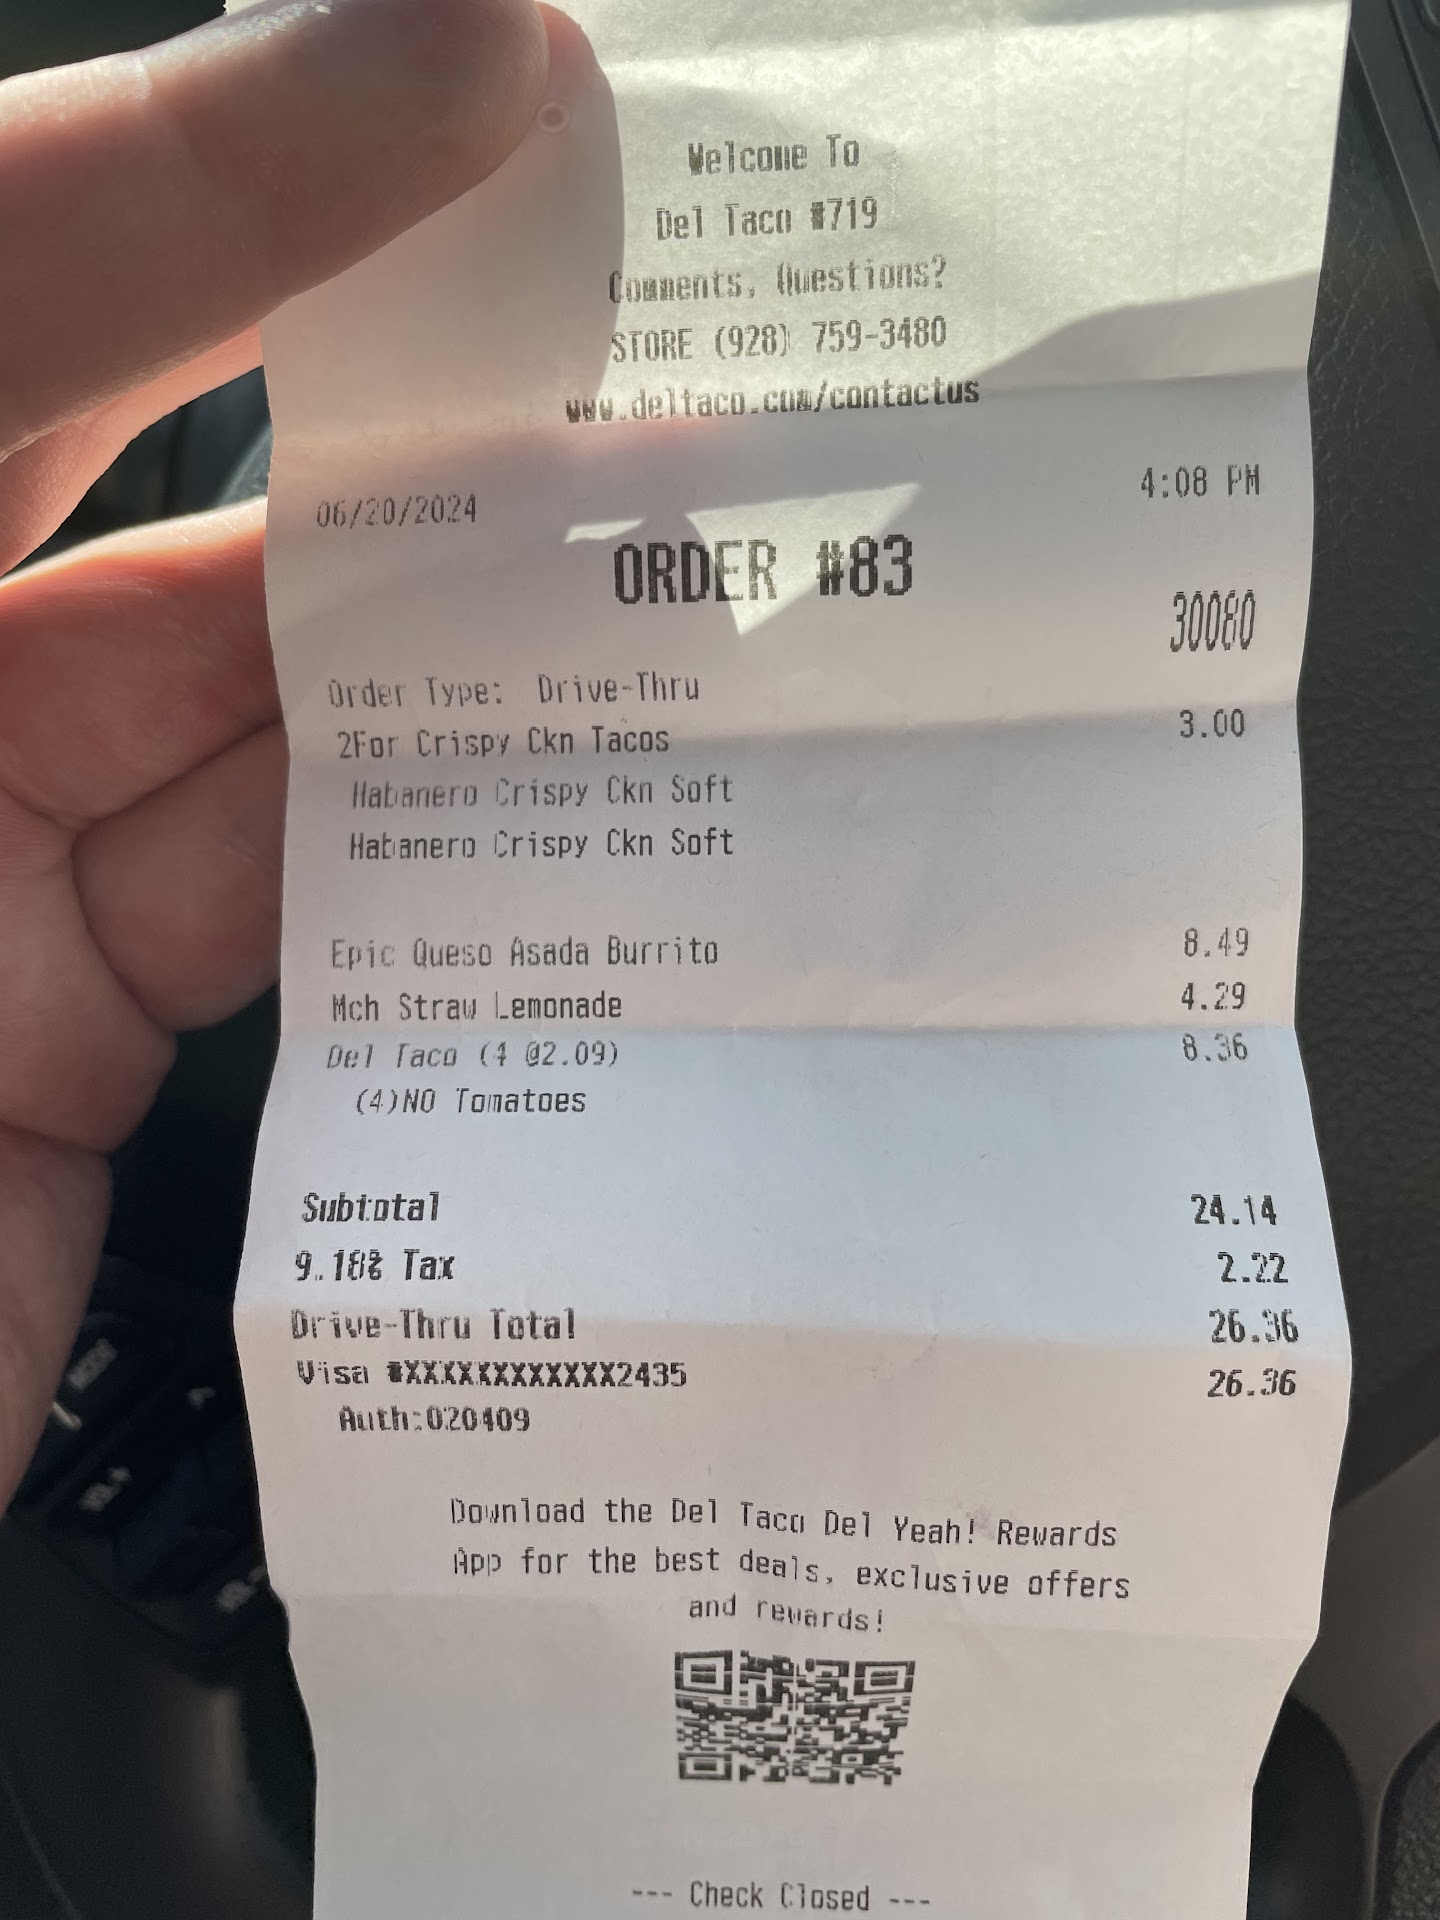 Welcome To
Del Taco #719
Comments, Questions?
STORE (928) 759-3480
www.deltaco.com/contactus
06/20/2024 4:08 PM
ORDER #83
30080
Order Type: Drive-Thru
2For Crispy Ckn Tacos 3.00
Habanero Crispy Ckn Soft
Habanero Crispy Ckn Soft
Epic Queso Asada Burrito 8.49
Mch Straw Lemonade 4.29
Del Taco (4 @2.09) 8.36
(4)NO Tomatoes
Subtotal 24.14
9.18% Tax 2.22
Drive-Thru Total 26.36
Visa #XXXXXXXXXXXX2435 26.36
Auth:020409
Download the Del Taco Del Yeah! Rewards
App for the best deals, exclusive offers
and rewards!
--- Check Closed ---